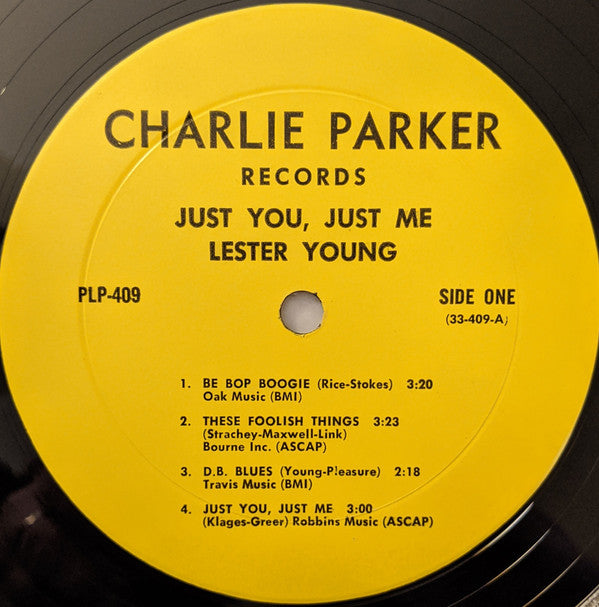 CHARLIE PARKER
RECORDS
JUST YOU, JUST ME
LESTER YOUNG
PLP-409
SIDE ONE
(33-409-A)
1. BE BOP BOOGIE (Rice-Stokes) 3:20
Oak Music (BMI)
2. THESE FOOLISH THINGS 3:23
(Strachey-Maxwell-Link)
Bourne Inc. (ASCAP)
3. D.B. BLUES (Young-Pleasure) 2:18
Travis Music (BMI)
4. JUST YOU, JUST ME 3:00
(Klages-Greer) Robbins Music (ASCAP)